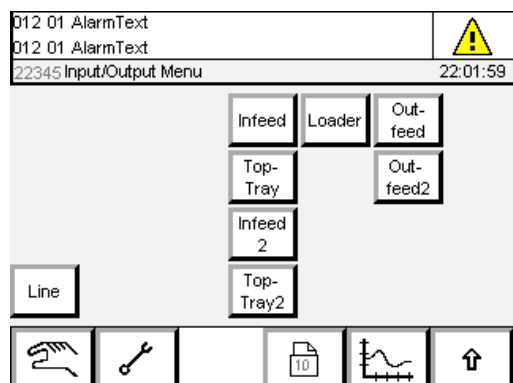 012 01 AlarmText
012 01 AlarmText
22345 Input/Output Menu 22:01:59
Infeed Loader Out-
feed
Top-
Tray
Out-
feed2
Infeed
2
Line
Top-
Tray2
10